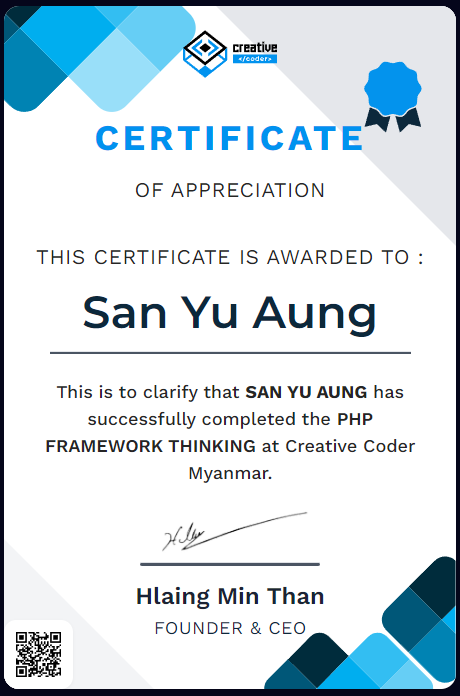 creative
</coder>
CERTIFICATE
OF APPRECIATION
THIS CERTIFICATE IS AWARDED TO :
San Yu Aung
This is to clarify that SAN YU AUNG has
successfully completed the PHP
FRAMEWORK THINKING at Creative Coder
Myanmar.
Hlaing Min Than
FOUNDER & CEO